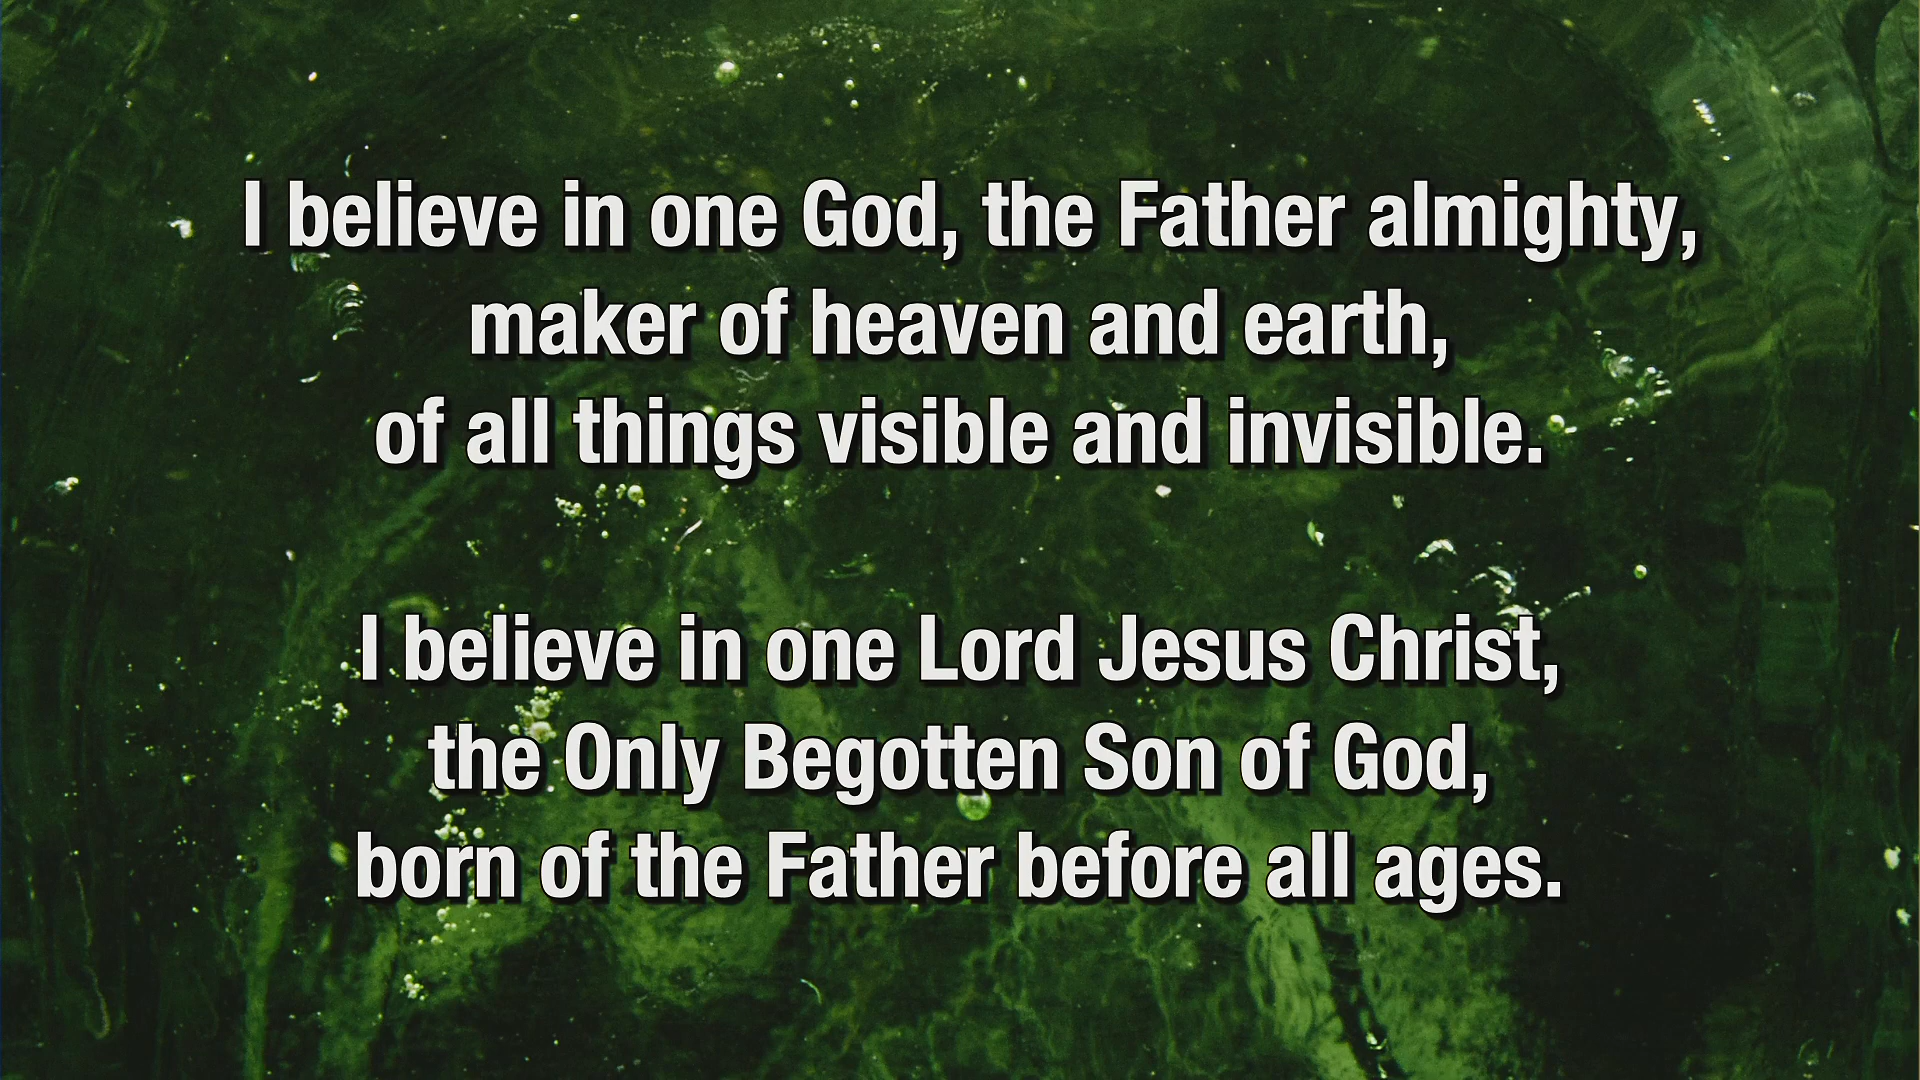 I believe in one God, the Father almighty,
maker of heaven and earth,
of all things visible and invisible.
I believe in one Lord Jesus Christ,
the Only Begotten Son of God,
born of the Father before all ages.